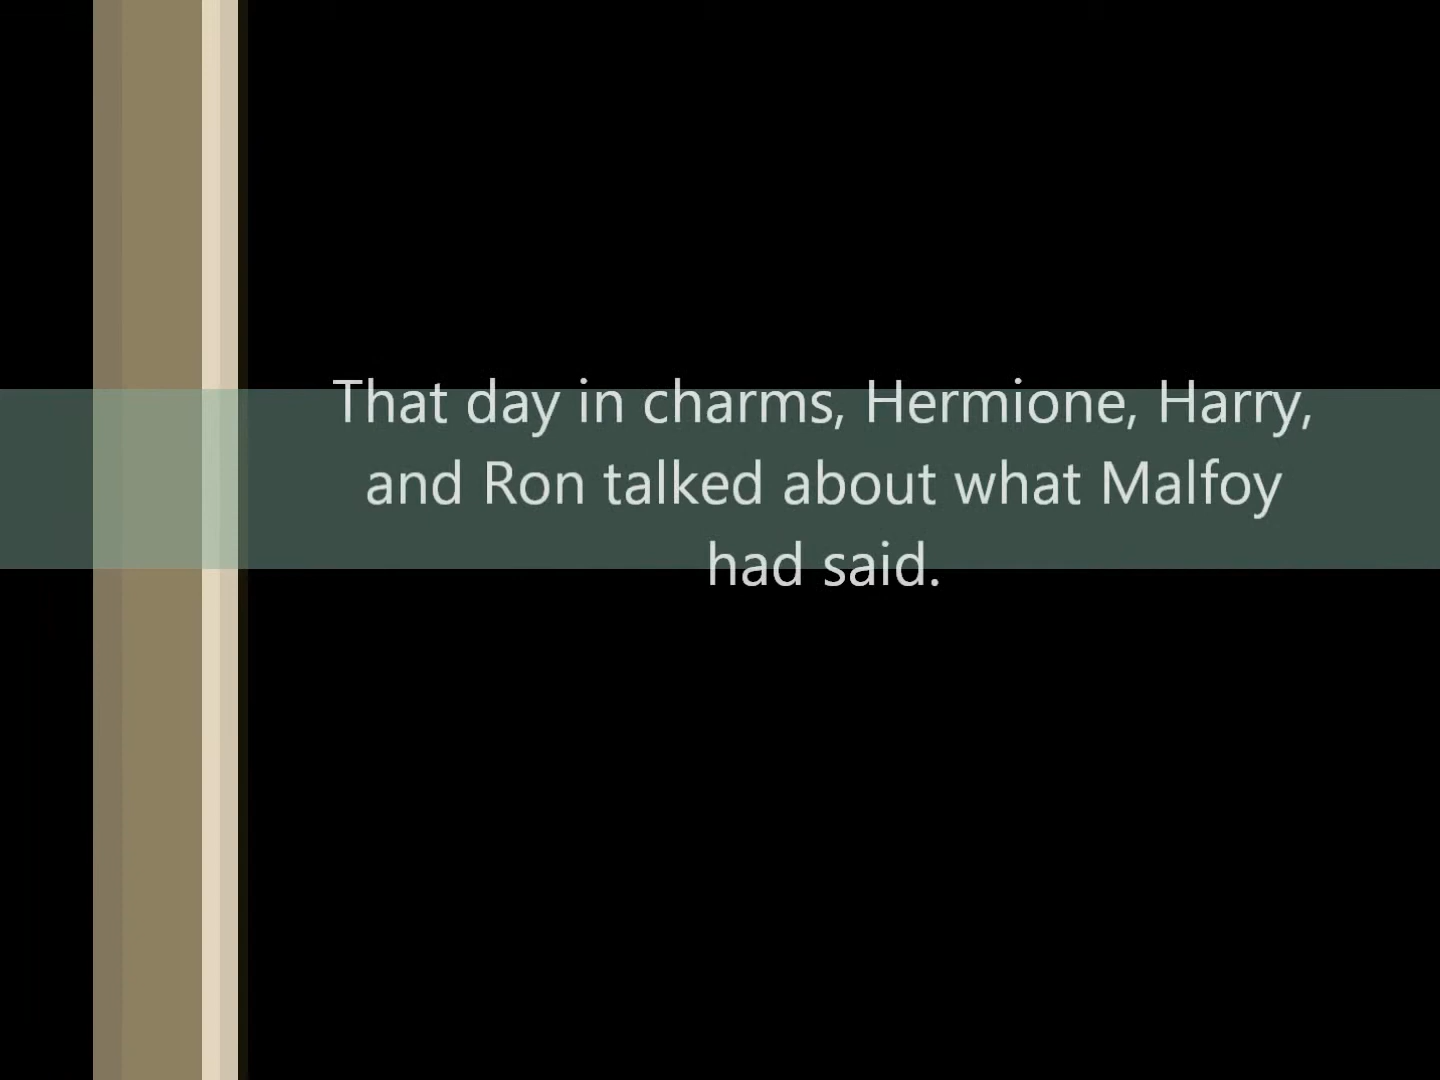 That day in charms, Hermione, Harry,
and Ron talked about what Malfoy
had said.